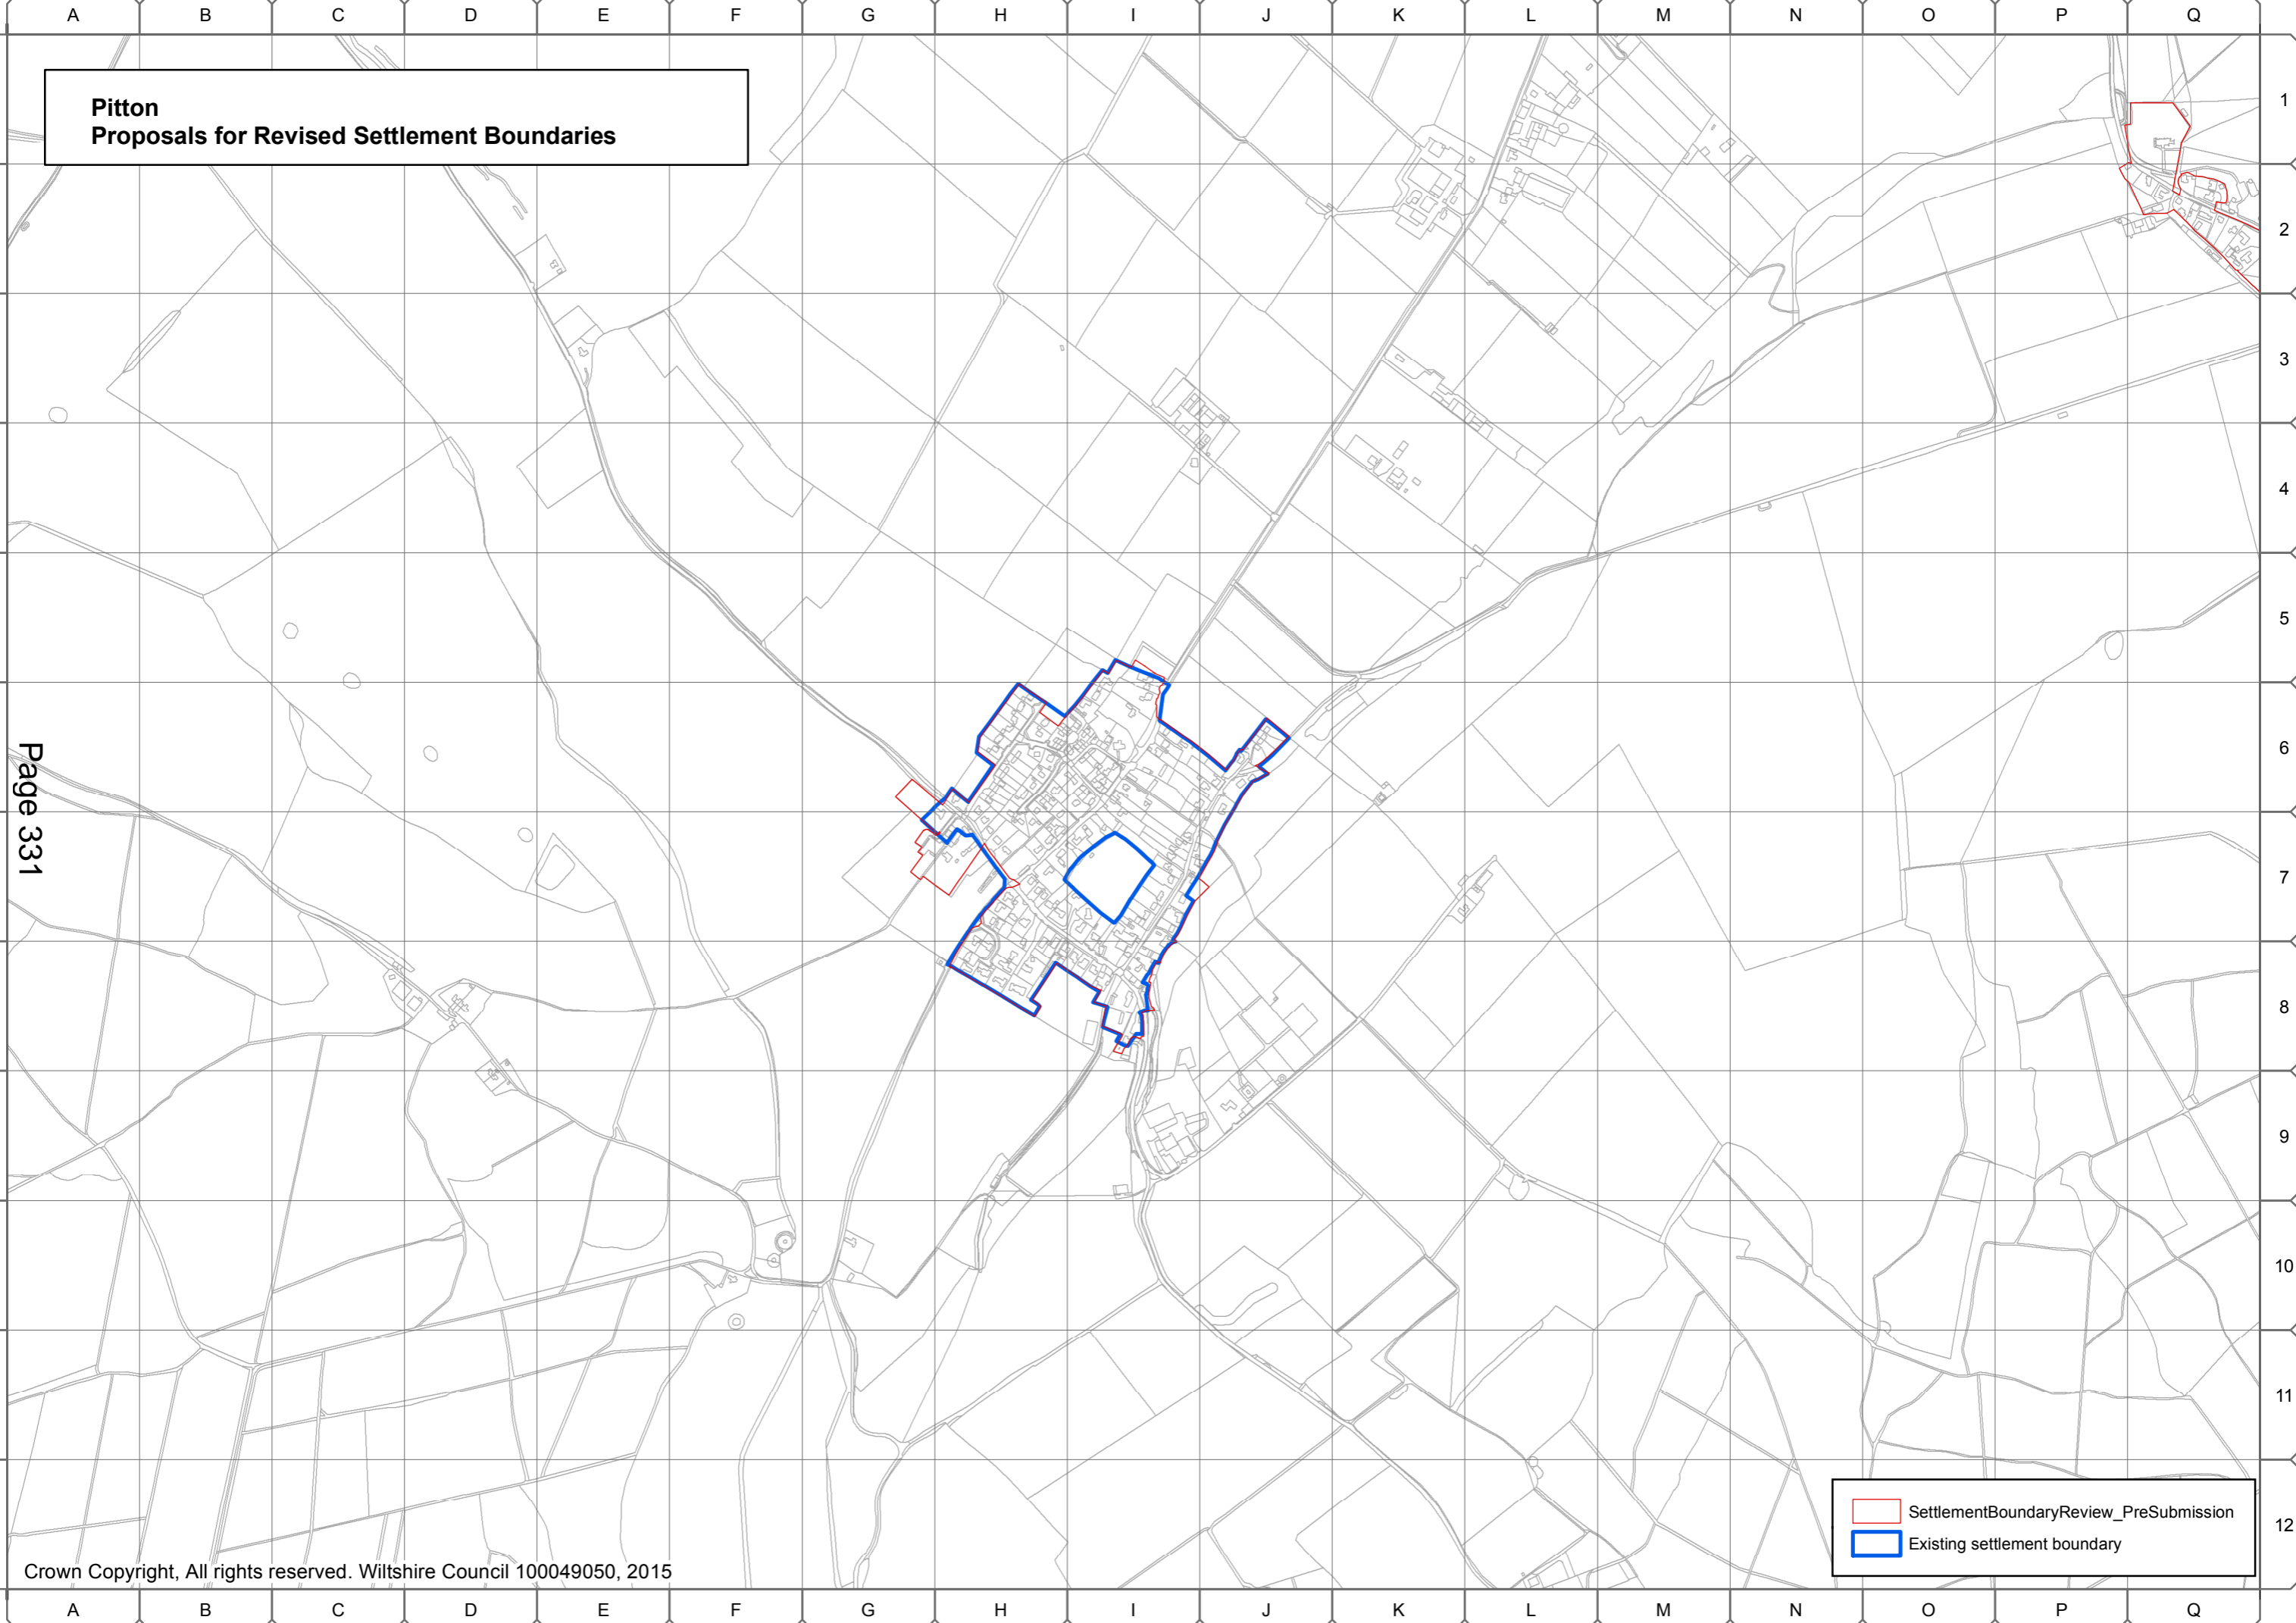 A B C D E F G H I J K L M N O P Q
Pitton
Proposals for Revised Settlement Boundaries
1
2
3
4
5
6
7
8
9
10
11
12
Page 331
SettlementBoundaryReview_PreSubmission
Existing settlement boundary
Crown Copyright, All rights reserved. Wiltshire Council 100049050, 2015
A B C D E F G H I J K L M N O P Q